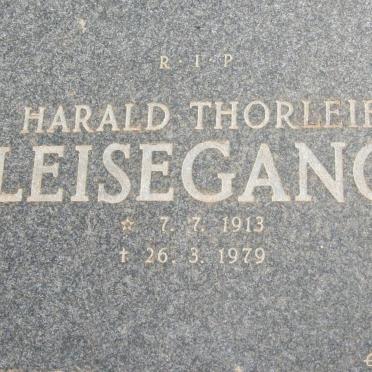 R·I·P
HARALD THORLEIF
LEISEGANG
☆ 7. 7. 1913
† 26. 3. 1979